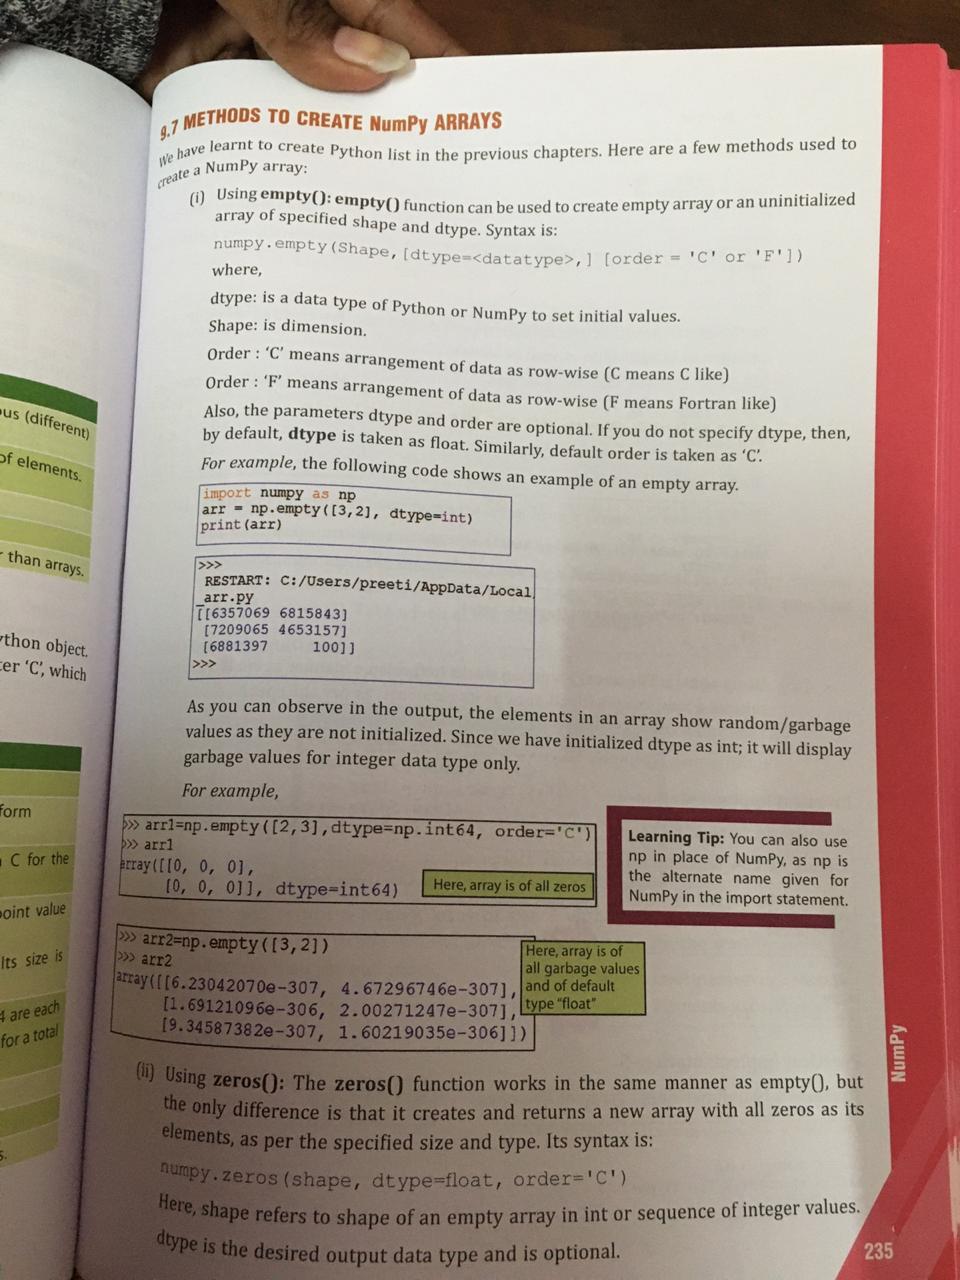 9.7 METHODS TO CREATE NumPy ARRAYS
We have learnt to create Python list in the previous chapters. Here are a few methods used to
create a NumPy array:
(i) Using empty(): empty() function can be used to create empty array or an uninitialized
array of specified shape and dtype. Syntax is:
numpy.empty(Shape, [dtype=<datatype>,] [order = 'C' or 'F'])
where,
dtype: is a data type of Python or NumPy to set initial values.
Shape: is dimension.
Order : ‘C’ means arrangement of data as row-wise (C means C like)
Order : ‘F’ means arrangement of data as row-wise (F means Fortran like)
Also, the parameters dtype and order are optional. If you do not specify dtype, then,
by default, dtype is taken as float. Similarly, default order is taken as ‘C’.
For example, the following code shows an example of an empty array.
import numpy as np
arr = np.empty([3,2], dtype=int)
print(arr)
>>>
RESTART: C:/Users/preeti/AppData/Local
_arr.py
[[6357069 6815843]
[7209065 4653157]
[6881397 100]]
>>>
As you can observe in the output, the elements in an array show random/garbage
values as they are not initialized. Since we have initialized dtype as int; it will display
garbage values for integer data type only.
For example,
>>> arr1=np.empty([2,3],dtype=np.int64, order='C')
>>> arr1
array([[0, 0, 0],
[0, 0, 0]], dtype=int64)
Here, array is of all zeros
Learning Tip: You can also use
np in place of NumPy, as np is
the alternate name given for
NumPy in the import statement.
>>> arr2=np.empty([3,2])
>>> arr2
array([[6.23042070e-307, 4.67296746e-307],
[1.69121096e-306, 2.00271247e-307],
[9.34587382e-307, 1.60219035e-306]])
Here, array is of
all garbage values
and of default
type “float”
(ii) Using zeros(): The zeros() function works in the same manner as empty(), but
the only difference is that it creates and returns a new array with all zeros as its
elements, as per the specified size and type. Its syntax is:
numpy.zeros(shape, dtype=float, order='C')
Here, shape refers to shape of an empty array in int or sequence of integer values.
dtype is the desired output data type and is optional.
NumPy
235
us (different)
of elements.
than arrays.
thon object.
er ‘C’, which
form
C for the
point value
Its size is
4 are each
for a total
s.